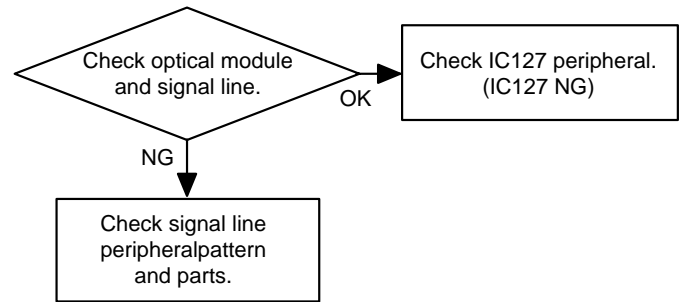 Check optical module
and signal line.
OK
Check IC127 peripheral.
(IC127 NG)
NG
Check signal line
peripheralpattern
and parts.